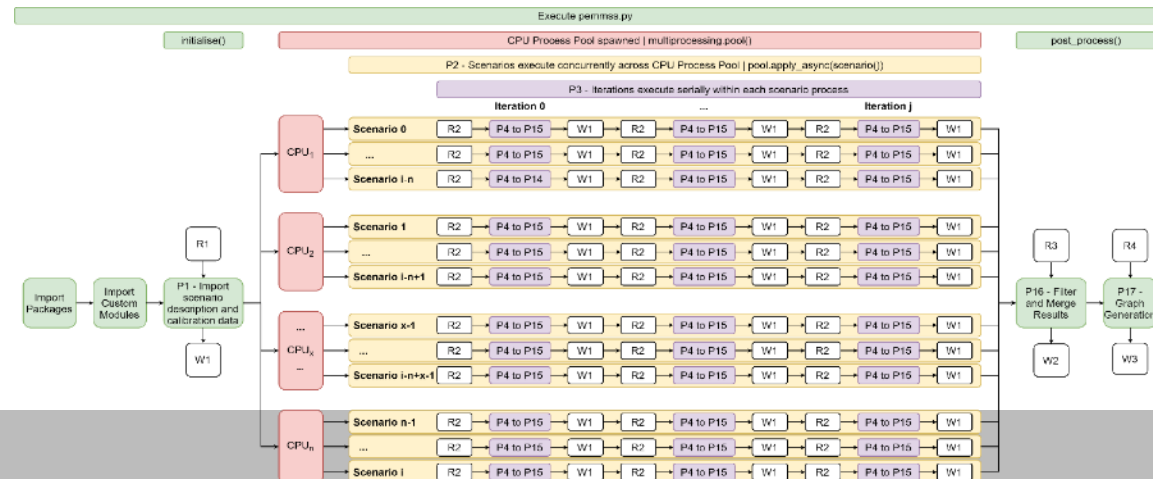 Execute pemmsa.py
initialise()
CPU Process Pool spawned | multiprocessing.pool()
post_process()
P2 - Scenarios execute concurrently across CPU Process Pool | pool.apply_async(scenario())
P3 - Iterations execute serially within each scenario process
Iteration 0 ... Iteration j
CPU1
Scenario 0 R2 P4 to P15 W1 R2 P4 to P15 W1 R2 P4 to P15 W1
... R2 P4 to P15 W1 R2 P4 to P15 W1 R2 P4 to P15 W1
Scenario i-n R2 P4 to P14 W1 R2 P4 to P15 W1 R2 P4 to P15 W1
CPU2
Scenario 1 R2 P4 to P15 W1 R2 P4 to P15 W1 R2 P4 to P15 W1
... R2 P4 to P15 W1 R2 P4 to P15 W1 R2 P4 to P15 W1
Scenario i-n+1 R2 P4 to P15 W1 R2 P4 to P15 W1 R2 P4 to P15 W1
R1
Import
Packages
Import
Custom
Modules
P1 - Import
scenario
description and
calibration data
W1
...
CPUx
...
Scenario x-1 R2 P4 to P15 W1 R2 P4 to P15 W1 R2 P4 to P15 W1
... R2 P4 to P15 W1 R2 P4 to P15 W1 R2 P4 to P15 W1
Scenario i-n+x-1 R2 P4 to P15 W1 R2 P4 to P15 W1 R2 P4 to P15 W1
CPUn
Scenario n-1 R2 P4 to P15 W1 R2 P4 to P15 W1 R2 P4 to P15 W1
... R2 P4 to P15 W1 R2 P4 to P15 W1 R2 P4 to P15 W1
Scenario i R2 P4 to P15 W1 R2 P4 to P15 W1 R2 P4 to P15 W1
R3
P16 - Filter
and Merge
Results
W2
R4
P17 -
Graph
Generation
W3